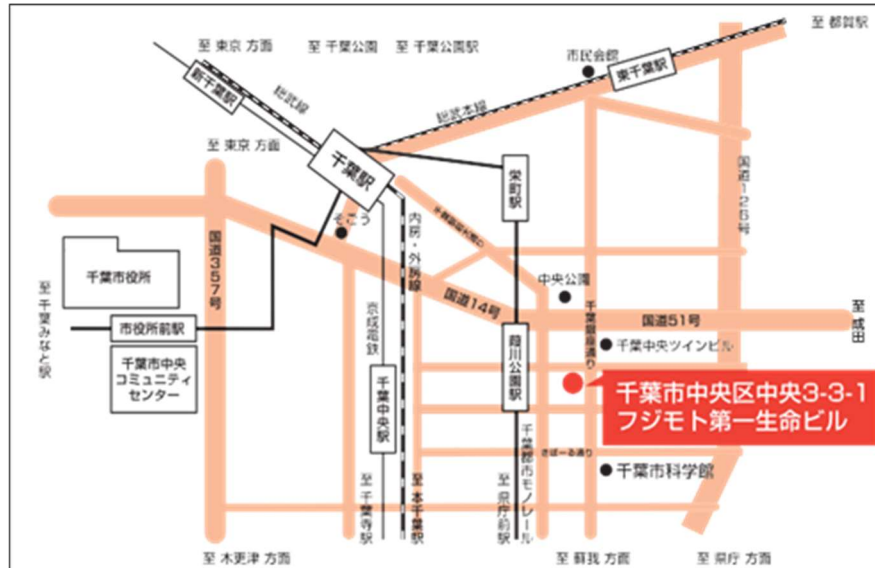 至 東京 方面
至 千葉公園
至 千葉公園駅
至 都賀駅
市民会館
東千葉駅
新千葉駅
総武線
総武本線
至 東京 方面
千葉駅
栄町駅
国道126号
そごう
内房・外房線
国道357号
千葉市役所
中央公園
国道14号
千葉銀座通り
国道51号
至 成田
至 千葉みなと駅
市役所前駅
京成電鉄
葭川公園駅
千葉中央ツインビル
千葉市中央
コミュニティ
センター
千葉中央駅
千葉市中央区中央3-3-1
フジモト第一生命ビル
千葉都市モノレール
きぼーる通り
千葉市科学館
至 千葉寺駅
至 本千葉駅
至 県庁前駅
至 木更津 方面
至 蘇我 方面
至 県庁 方面